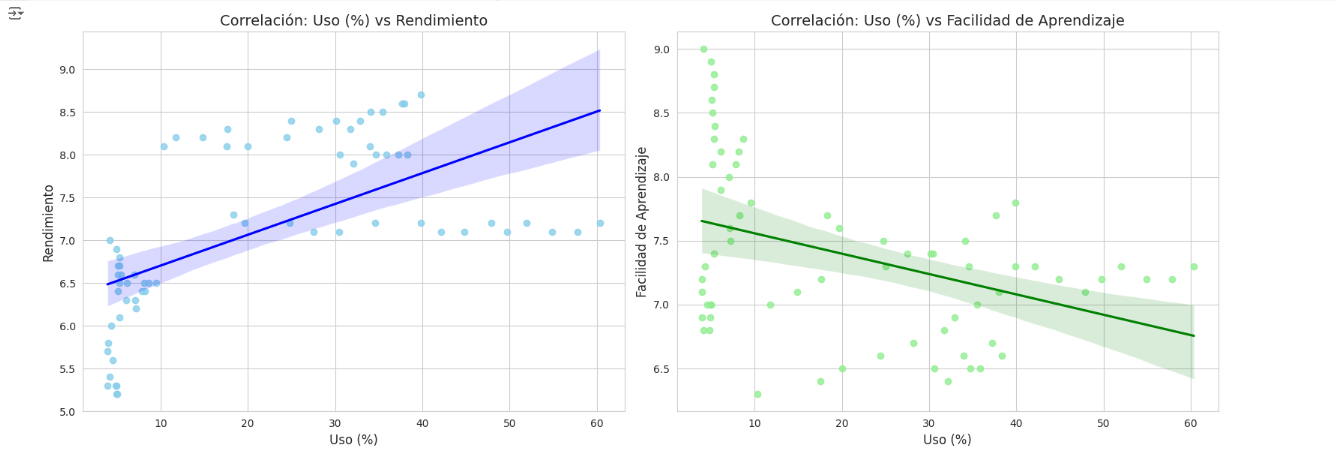 Correlación: Uso (%) vs Rendimiento
Rendimiento
9.0
8.5
8.0
7.5
7.0
6.5
6.0
5.5
5.0
10 20 30 40 50 60
Uso (%)
Correlación: Uso (%) vs Facilidad de Aprendizaje
Facilidad de Aprendizaje
9.0
8.5
8.0
7.5
7.0
6.5
10 20 30 40 50 60
Uso (%)